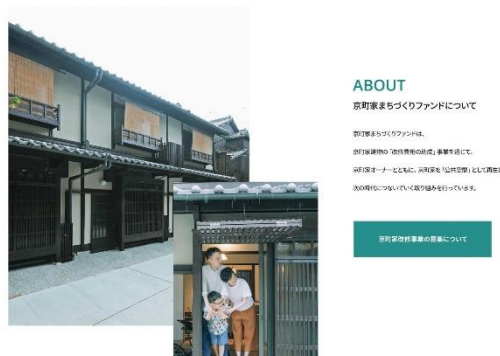 ABOUT
京町家まちづくりファンドについて
京町家まちづくりファンドは、
京町家建物の「改修費用の助成」事業を通じて、
京町家オーナーとともに、京町家を「公共空間」として再生
次の時代につないでいく取り組みを行っています。
京町家改修事業の募集について